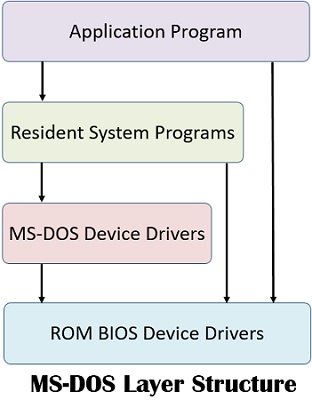 Application Program
Resident System Programs
MS-DOS Device Drivers
ROM BIOS Device Drivers
MS-DOS Layer Structure